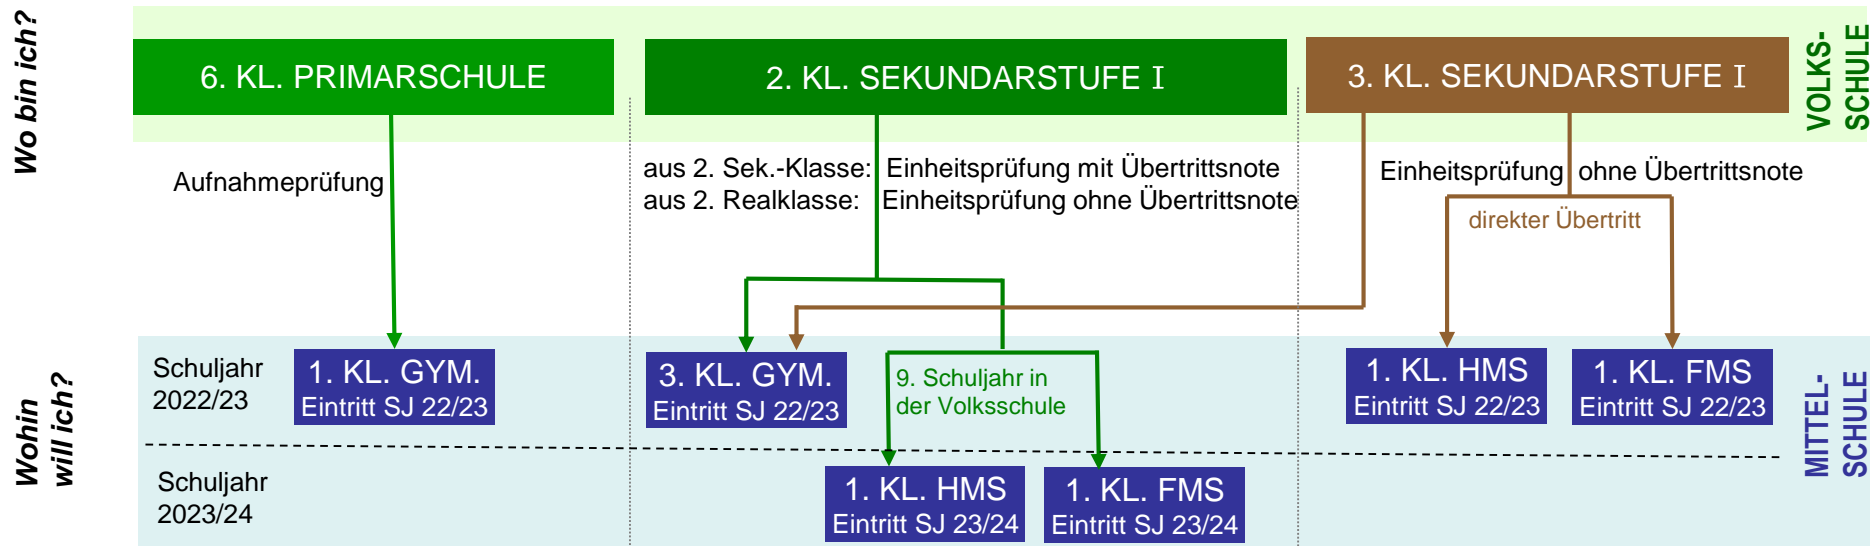 Wo bin ich?
6. KL. PRIMARSCHULE
2. KL. SEKUNDARSTUFE I
3. KL. SEKUNDARSTUFE I
VOLKS-
SCHULE
Aufnahmeprüfung
aus 2. Sek.-Klasse: Einheitsprüfung mit Übertrittsnote
aus 2. Realklasse: Einheitsprüfung ohne Übertrittsnote
Einheitsprüfung ohne Übertrittsnote
direkter Übertritt
Wohin
will ich?
Schuljahr
2022/23
1. KL. GYM.
Eintritt SJ 22/23
3. KL. GYM.
Eintritt SJ 22/23
9. Schuljahr in
der Volksschule
1. KL. HMS
Eintritt SJ 22/23
1. KL. FMS
Eintritt SJ 22/23
MITTEL-
SCHULE
Schuljahr
2023/24
1. KL. HMS
Eintritt SJ 23/24
1. KL. FMS
Eintritt SJ 23/24